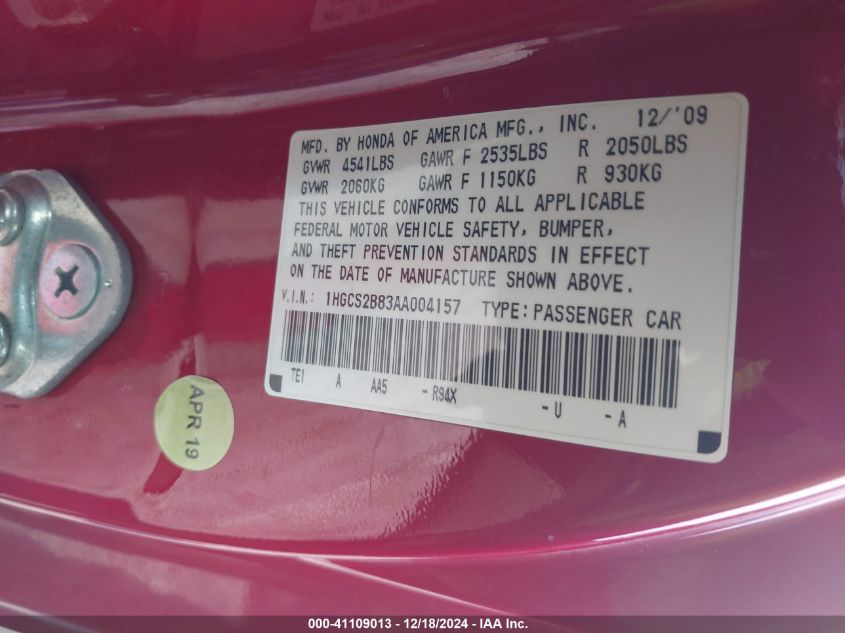 MFD. BY HONDA OF AMERICA MFG., INC. 12/'09
GVWR 4541LBS GAWR F 2535LBS R 2050LBS
GVWR 2060KG GAWR F 1150KG R 930KG
THIS VEHICLE CONFORMS TO ALL APPLICABLE
FEDERAL MOTOR VEHICLE SAFETY, BUMPER,
AND THEFT PREVENTION STANDARDS IN EFFECT
ON THE DATE OF MANUFACTURE SHOWN ABOVE.
V.I.N.: 1HGCS2B83AA004157 TYPE:PASSENGER CAR
TE1 A AA5 -R94X -U -A
APR 19
000-41109013 - 12/18/2024 - IAA Inc.